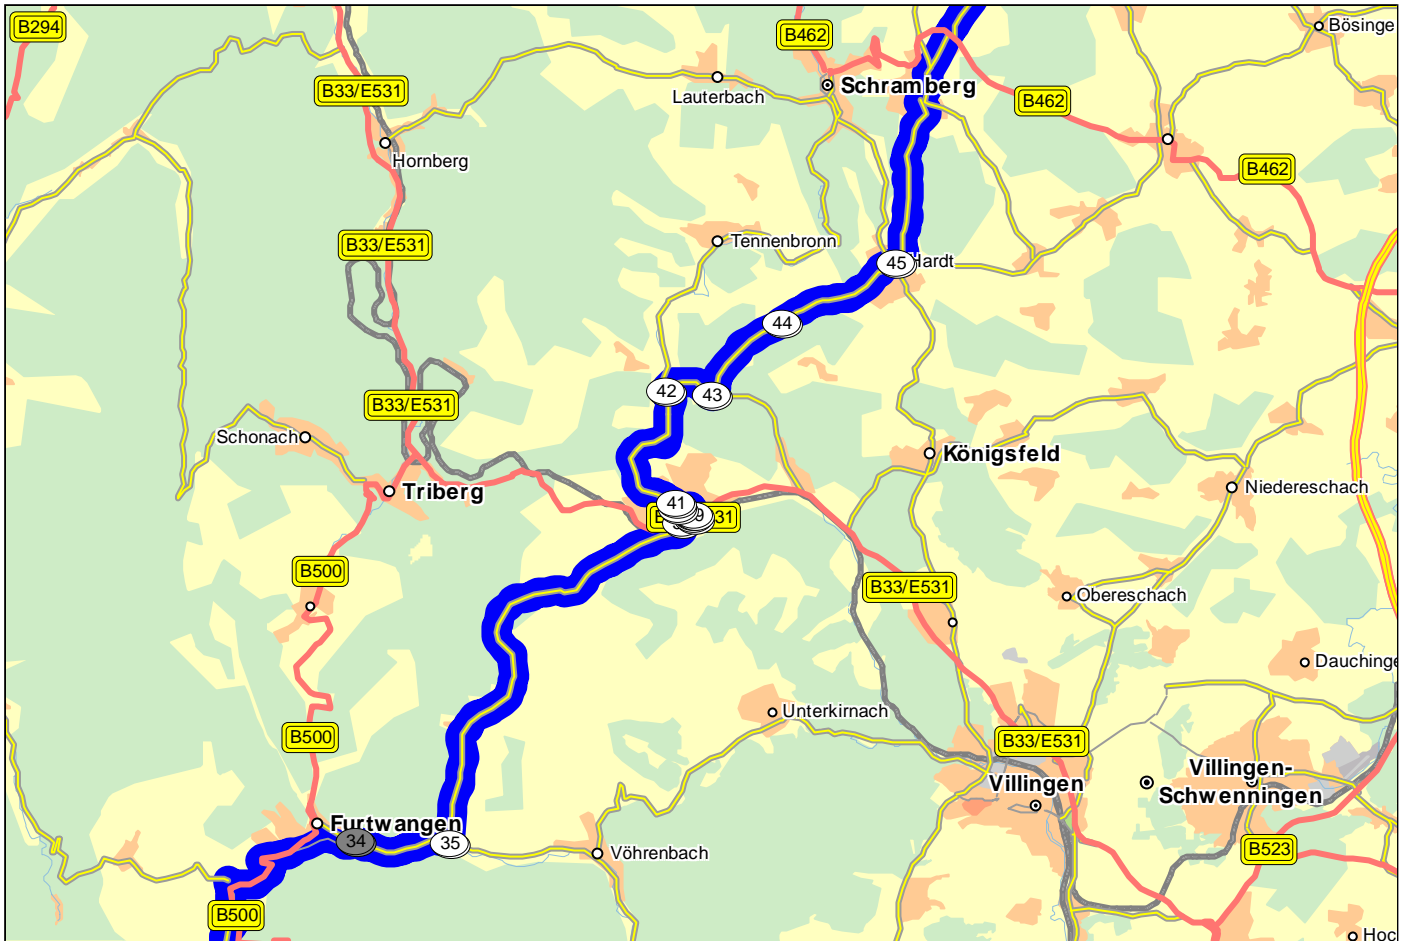 B294
B462
Bösinge
B33/E531
Schramberg
Lauterbach
B462
Hornberg
B462
B33/E531
Tennenbronn
45
Hardt
44
42
43
B33/E531
Schonach
Königsfeld
Triberg
Niedereschach
41
9
31
B500
B33/E531
Obereschach
Dauchinge
Unterkirnach
B500
B33/E531
Villingen
Villingen-
Schwenningen
Furtwangen
34
35
Vöhrenbach
B523
B500
Hoc